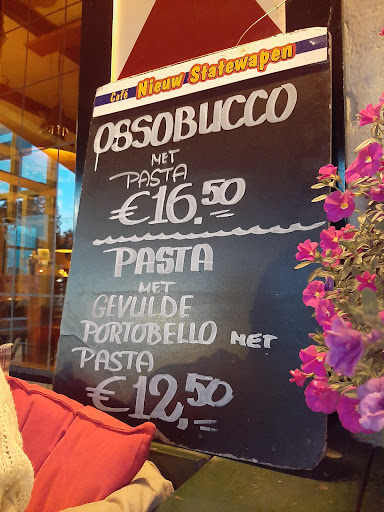 Café Nieuw Statewapen
OSSOBUCCO
MET
PASTA
€16.50
PASTA
MET
GEVULDE
PORTOBELLO MET
PASTA
€12,50